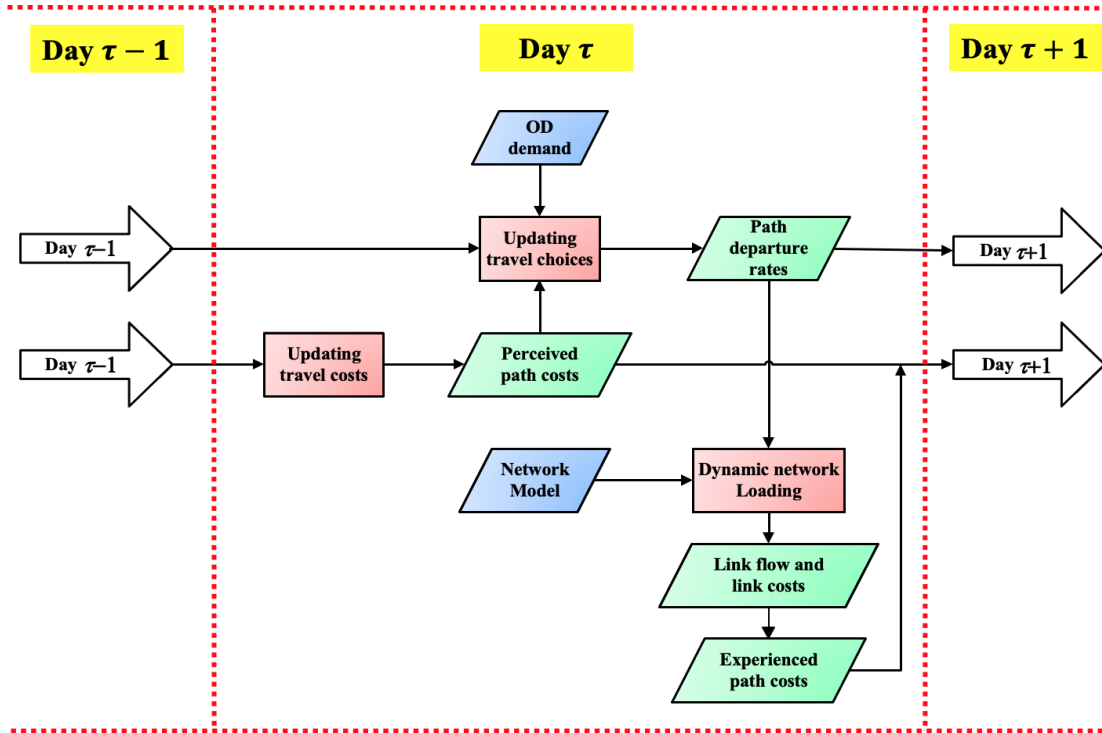 Day τ − 1
Day τ
Day τ + 1
OD
demand
Day τ−1
Updating
travel choices
Path
departure
rates
Day τ+1
Day τ−1
Updating
travel costs
Perceived
path costs
Day τ+1
Network
Model
Dynamic network
Loading
Link flow and
link costs
Experienced
path costs